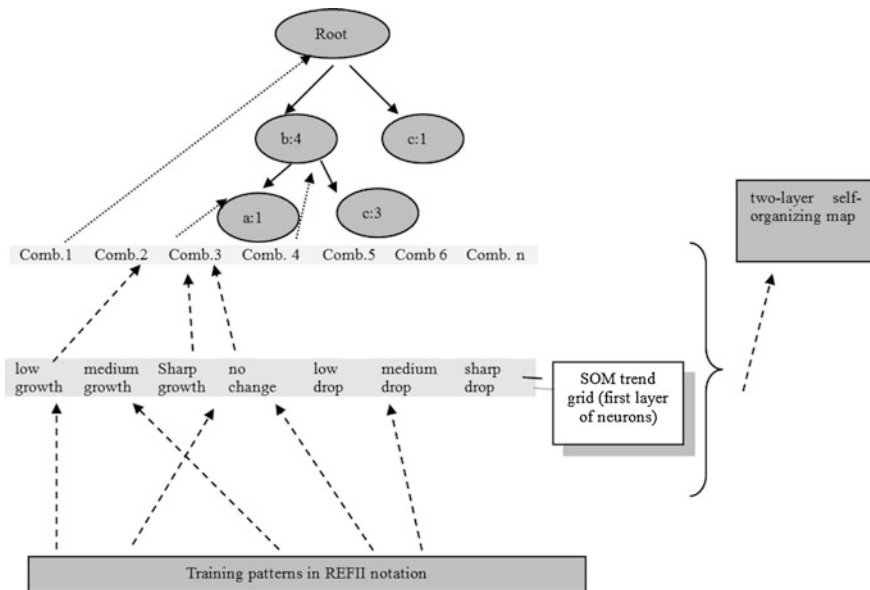 Root
b:4
c:1
a:1
c:3
two-layer self-
organizing map
Comb.1 Comb.2 Comb.3 Comb. 4 Comb.5 Comb 6 Comb. n
low medium Sharp no low medium sharp
growth growth growth change drop drop drop
SOM trend
grid (first layer
of neurons)
Training patterns in REFII notation